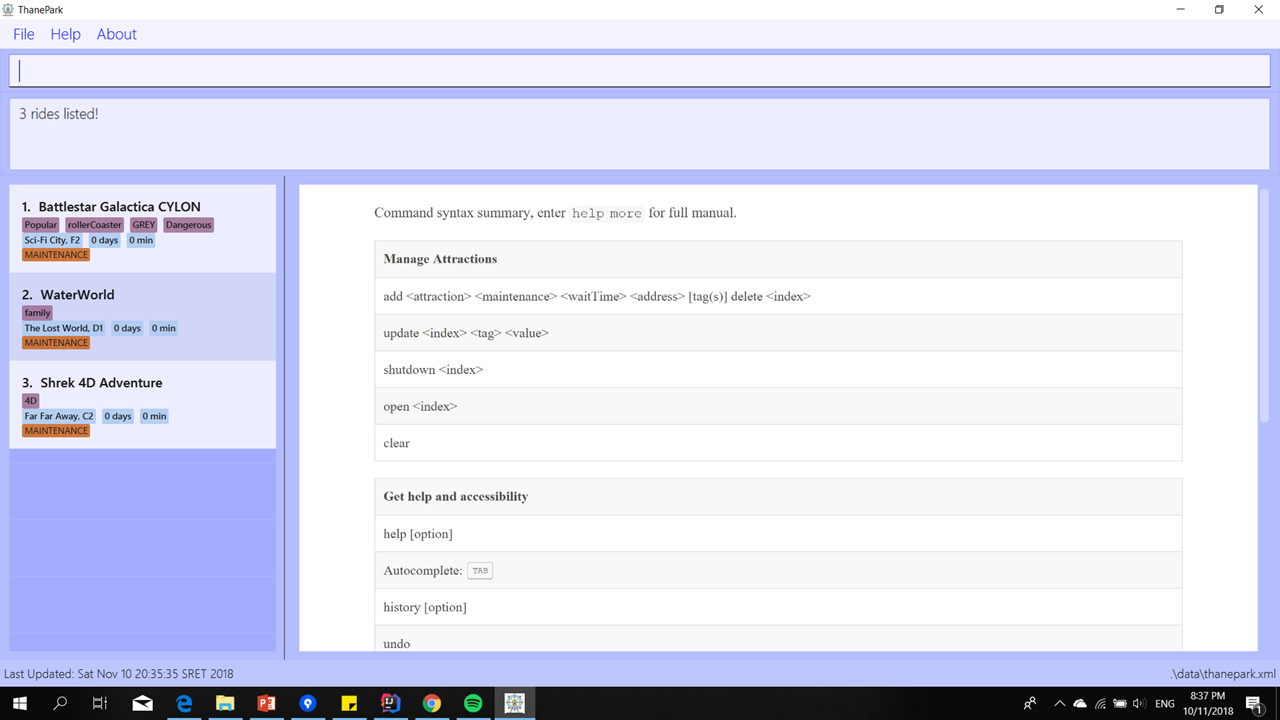 ThanePark
File Help About
3 rides listed!
1. Battlestar Galactica CYLON
Popular rollerCoaster GREY Dangerous
Sci-Fi City, F2 0 days 0 min
MAINTENANCE
2. WaterWorld
family
The Lost World, D1 0 days 0 min
MAINTENANCE
3. Shrek 4D Adventure
4D
Far Far Away, C2 0 days 0 min
MAINTENANCE
Command syntax summary, enter help more for full manual.
Manage Attractions
add <attraction> <maintenance> <waitTime> <address> [tag(s)] delete <index>
update <index> <tag> <value>
shutdown <index>
open <index>
clear
Get help and accessibility
help [option]
Autocomplete: TAB
history [option]
undo
Last Updated: Sat Nov 10 20:35:35 SRET 2018
.\data\thanepark.xml
ENG
8:37 PM
10/11/2018
1